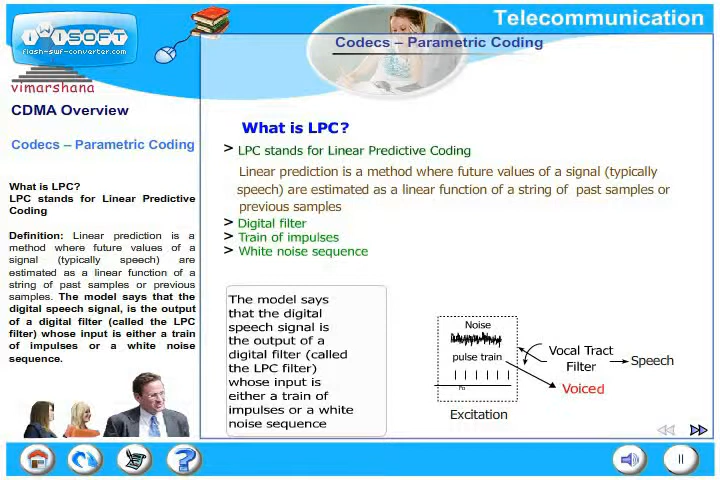 Telecommunication
iWiSOFT
flash-swf-converter.com
Codecs – Parametric Coding
vimarshana
CDMA Overview
Codecs – Parametric Coding
What is LPC?
LPC stands for Linear Predictive
Coding
Definition: Linear prediction is a
method where future values of a
signal (typically speech) are
estimated as a linear function of a
string of past samples or previous
samples. The model says that the
digital speech signal, is the output
of a digital filter (called the LPC
filter) whose input is either a train
of impulses or a white noise
sequence.
What is LPC?
> LPC stands for Linear Predictive Coding
Linear prediction is a method where future values of a signal (typically
speech) are estimated as a linear function of a string of past samples or
previous samples
> Digital filter
> Train of impulses
> White noise sequence
The model says
that the digital
speech signal is
the output of a
digital filter (called
the LPC filter)
whose input is
either a train of
impulses or a white
noise sequence
Noise
pulse train
Excitation
Vocal Tract
Filter
Speech
Voiced